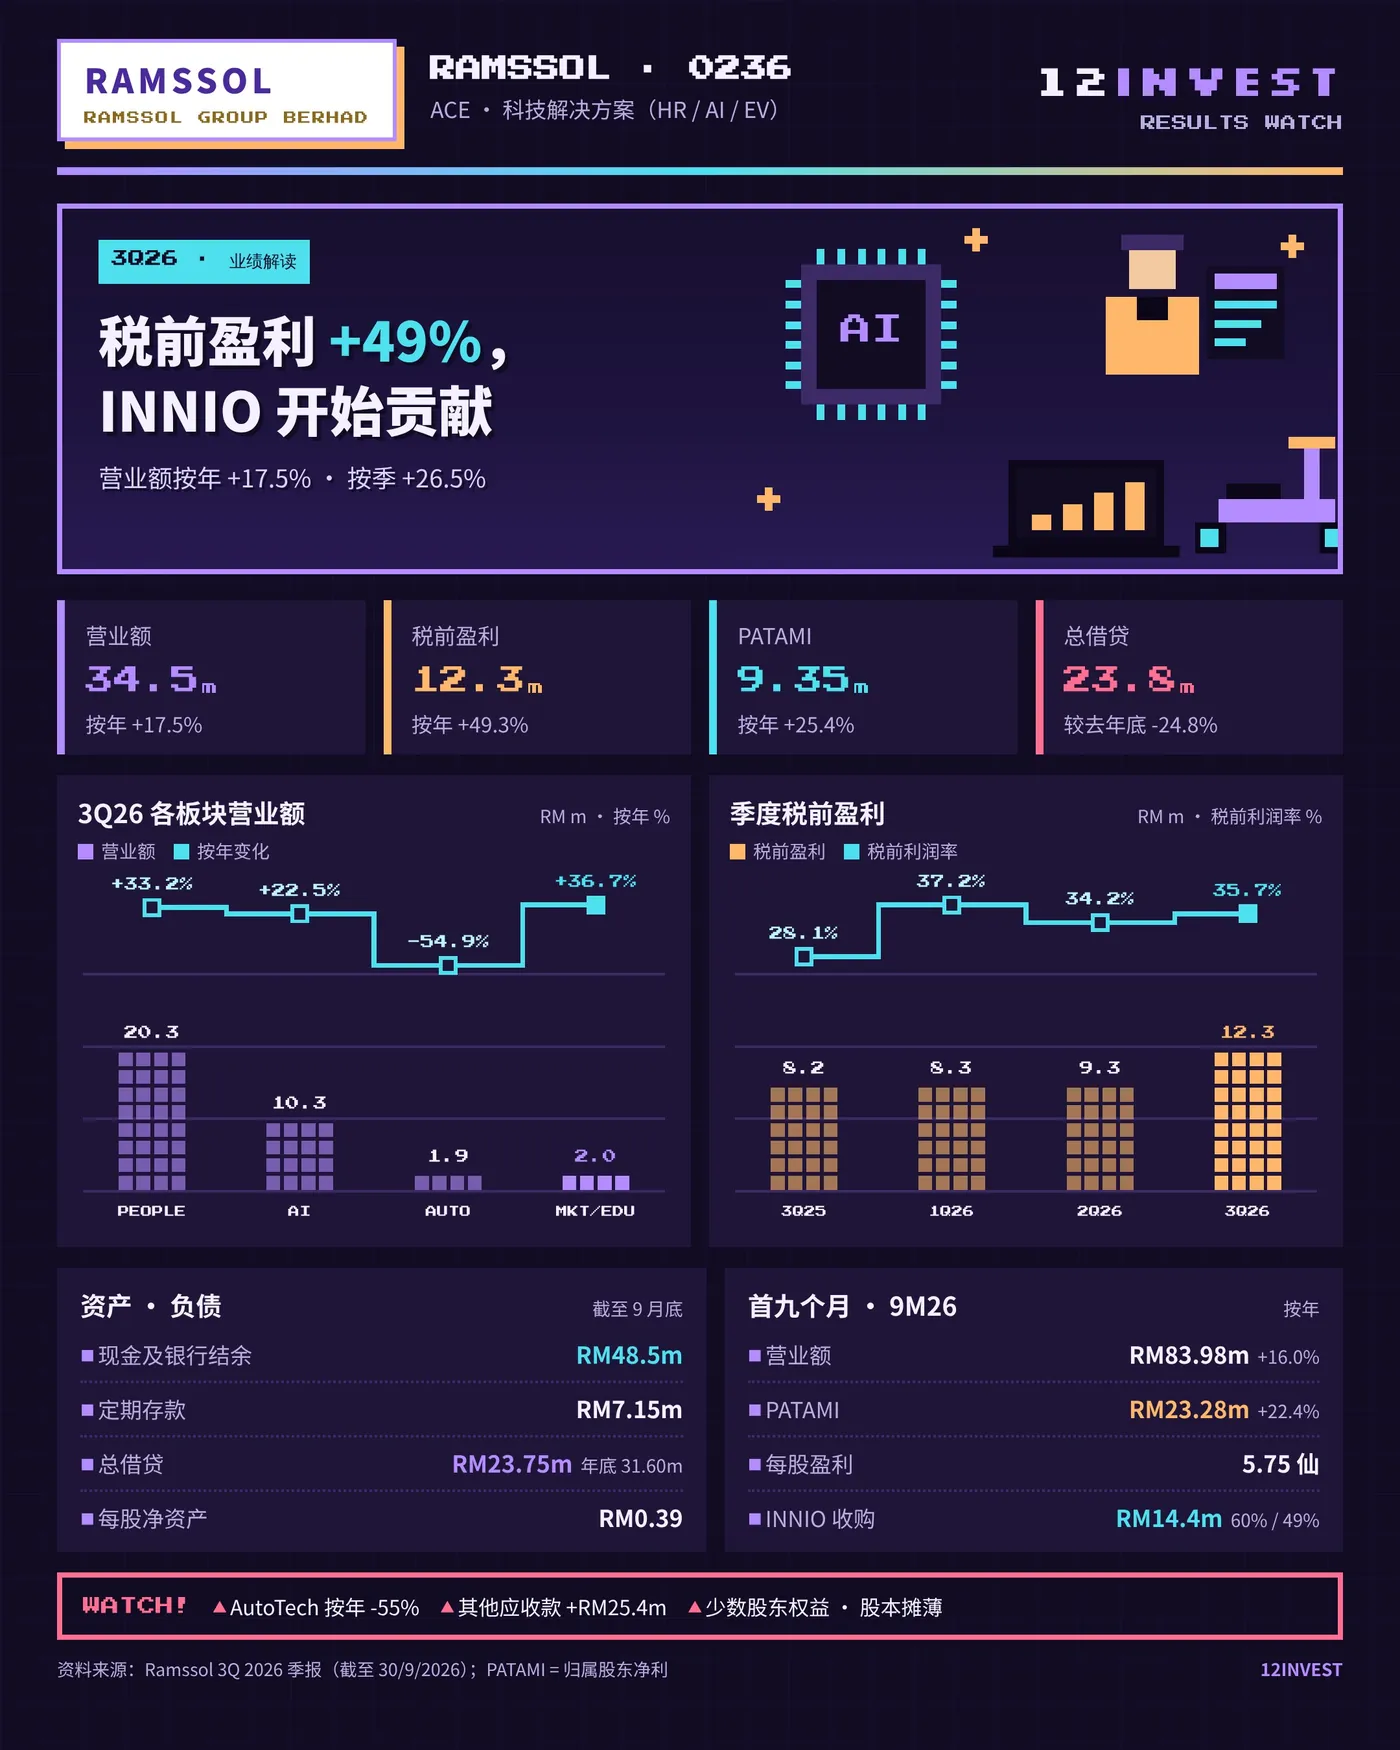 RAMSSOL
RAMSSOL GROUP BERHAD
RAMSSOL · 0236
ACE · 科技解决方案（HR / AI / EV）
12INVEST
RESULTS WATCH
3Q26 · 业绩解读
税前盈利 +49%，
INNIO 开始贡献
营业额按年 +17.5% · 按季 +26.5%
AI
营业额
34.5m
按年 +17.5%
税前盈利
12.3m
按年 +49.3%
PATAMI
9.35m
按年 +25.4%
总借贷
23.8m
较去年底 -24.8%
3Q26 各板块营业额
RM m · 按年 %
营业额 按年变化
+33.2% +22.5% -54.9% +36.7%
20.3 10.3 1.9 2.0
PEOPLE AI AUTO MKT/EDU
季度税前盈利
RM m · 税前利润率 %
税前盈利 税前利润率
28.1% 37.2% 34.2% 35.7%
8.2 8.3 9.3 12.3
3Q25 1Q26 2Q26 3Q26
资产 · 负债 截至 9 月底
现金及银行结余 RM48.5m
定期存款 RM7.15m
总借贷 RM23.75m 年底 31.60m
每股净资产 RM0.39
首九个月 · 9M26 按年
营业额 RM83.98m +16.0%
PATAMI RM23.28m +22.4%
每股盈利 5.75 仙
INNIO 收购 RM14.4m 60% / 49%
WATCH! ▲AutoTech 按年 -55% ▲其他应收款 +RM25.4m ▲少数股东权益 · 股本摊薄
资料来源：Ramssol 3Q 2026 季报（截至 30/9/2026）；PATAMI = 归属股东净利
12INVEST